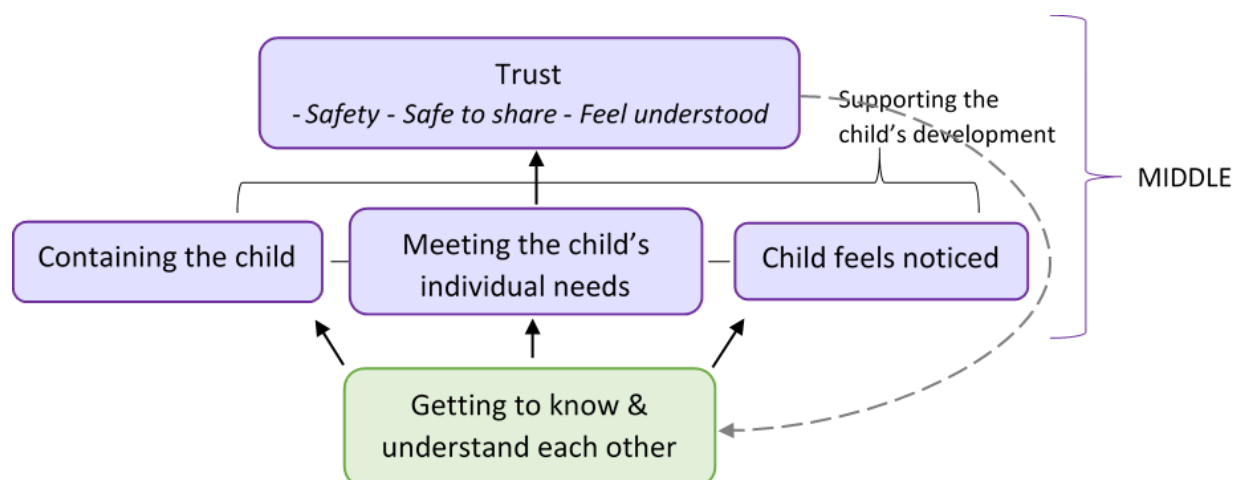 Trust
- Safety - Safe to share - Feel understood
Supporting the
child’s development
MIDDLE
Containing the child
Meeting the child’s
individual needs
Child feels noticed
Getting to know &
understand each other